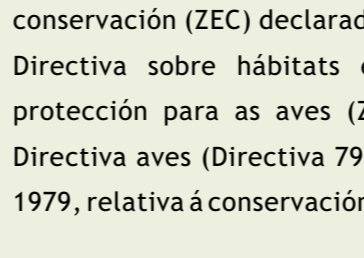 conservación (ZEC) declarad
Directiva sobre hábitats
protección para as aves (Z
Directiva aves (Directiva 79
1979, relativa á conservación